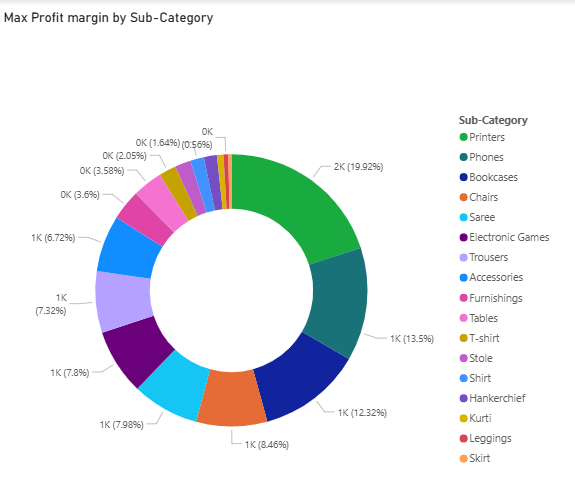 Max Profit margin by Sub-Category
0K
0K (1.64%)
(0.56%)
0K (2.05%)
0K (3.58%)
0K (3.6%)
1K (6.72%)
1K
(7.32%)
1K (7.8%)
1K (7.98%)
1K (8.46%)
1K (12.32%)
1K (13.5%)
2K (19.92%)
Sub-Category
Printers
Phones
Bookcases
Chairs
Saree
Electronic Games
Trousers
Accessories
Furnishings
Tables
T-shirt
Stole
Shirt
Hankerchief
Kurti
Leggings
Skirt